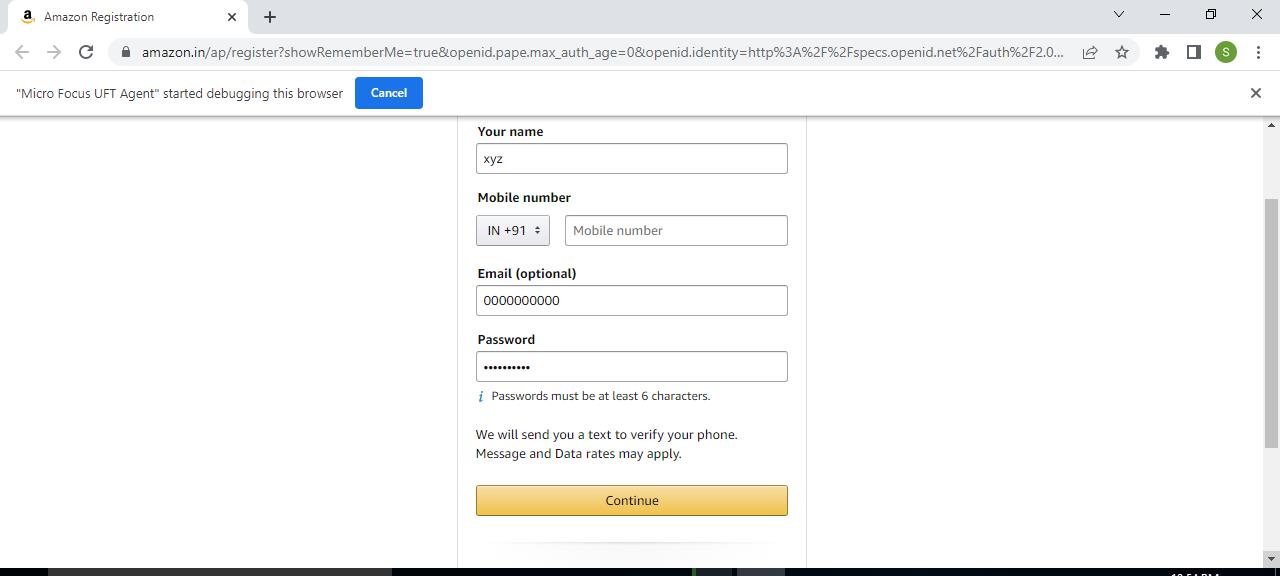 Amazon Registration
amazon.in/ap/register?showRememberMe=true&openid.pape.max_auth_age=0&openid.identity=http%3A%2F%2Fspecs.openid.net%2Fauth%2F2.0...
S
"Micro Focus UFT Agent" started debugging this browser Cancel
Your name
xyz
Mobile number
IN +91 Mobile number
Email (optional)
0000000000
Password
••••••••••
i Passwords must be at least 6 characters.
We will send you a text to verify your phone.
Message and Data rates may apply.
Continue